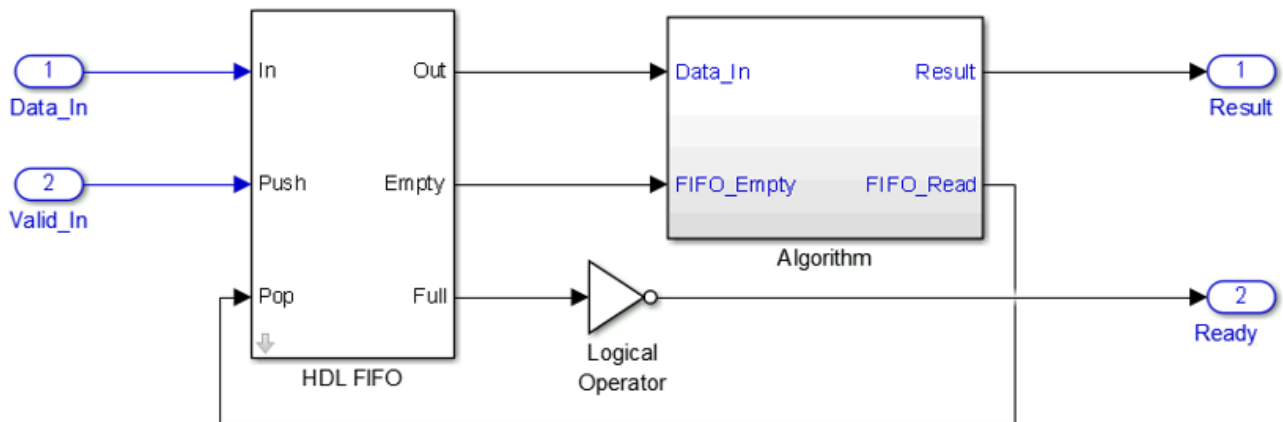 1
Data_In
2
Valid_In
In
Push
Pop
Out
Empty
Full
HDL FIFO
Data_In
FIFO_Empty
Result
FIFO_Read
Algorithm
Logical
Operator
1
Result
2
Ready